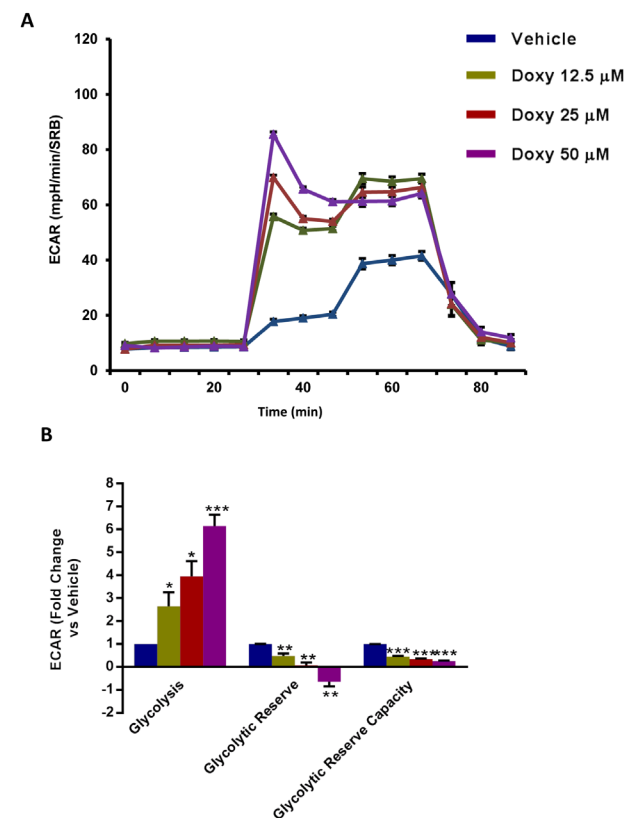 A
Vehicle
Doxy 12.5 µM
Doxy 25 µM
Doxy 50 µM
ECAR (mpH/min/SRB)
120
100
80
60
40
20
0
0 20 40 60 80
Time (min)
B
ECAR (Fold Change
vs Vehicle)
8
7
6
5
4
3
2
1
0
-1
-2
* * ***
** ** **
*** *** ***
Glycolysis
Glycolytic Reserve
Glycolytic Reserve Capacity